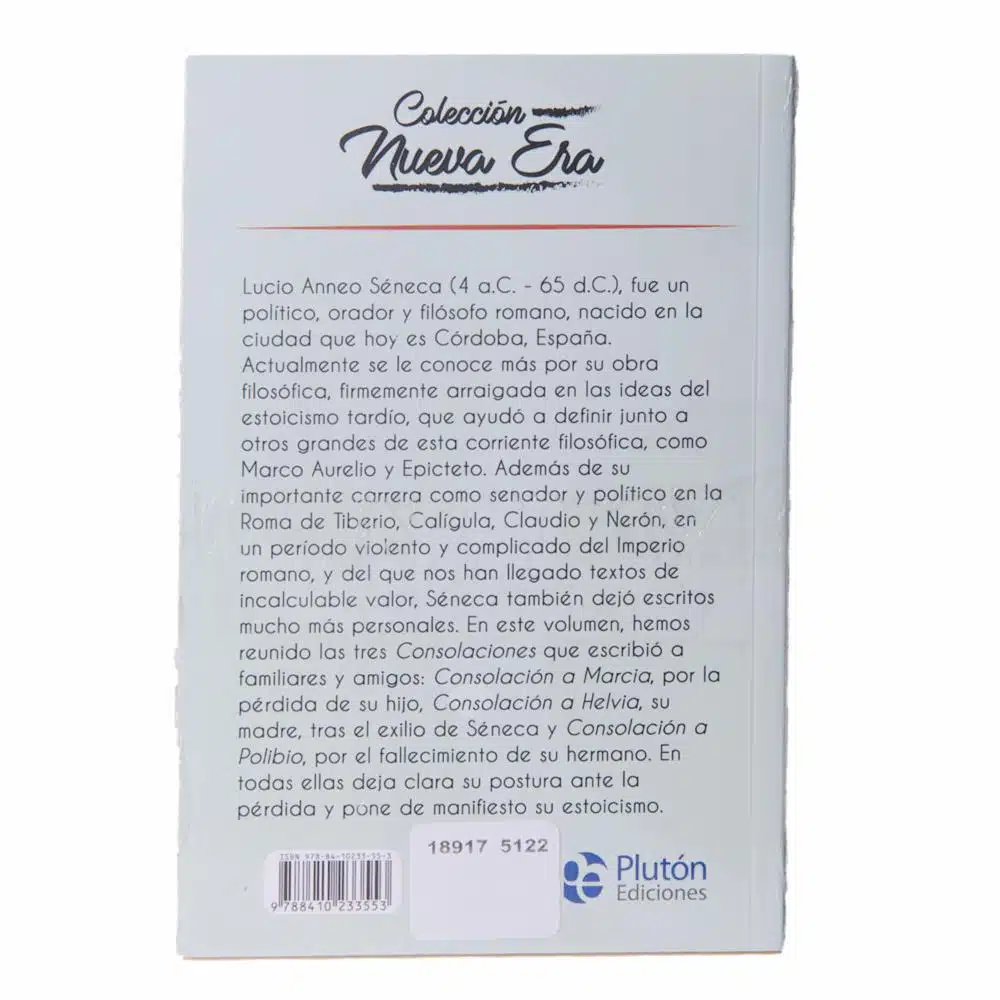 Colección
Nueva Era
Lucio Anneo Séneca (4 a.C. - 65 d.C.), fue un
político, orador y filósofo romano, nacido en la
ciudad que hoy es Córdoba, España.
Actualmente se le conoce más por su obra
filosófica, firmemente arraigada en las ideas del
estoicismo tardío, que ayudó a definir junto a
otros grandes de esta corriente filosófica, como
Marco Aurelio y Epicteto. Además de su
importante carrera como senador y político en la
Roma de Tiberio, Calígula, Claudio y Nerón, en
un período violento y complicado del Imperio
romano, y del que nos han llegado textos de
incalculable valor, Séneca también dejó escritos
mucho más personales. En este volumen, hemos
reunido las tres Consolaciones que escribió a
familiares y amigos: Consolación a Marcia, por la
pérdida de su hijo, Consolación a Helvia, su
madre, tras el exilio de Séneca y Consolación a
Polibio, por el fallecimiento de su hermano. En
todas ellas deja clara su postura ante la
pérdida y pone de manifiesto su estoicismo.
ISBN 978-84-10233-55-3
9 788410 233553
18917 5122
Plutón
Ediciones